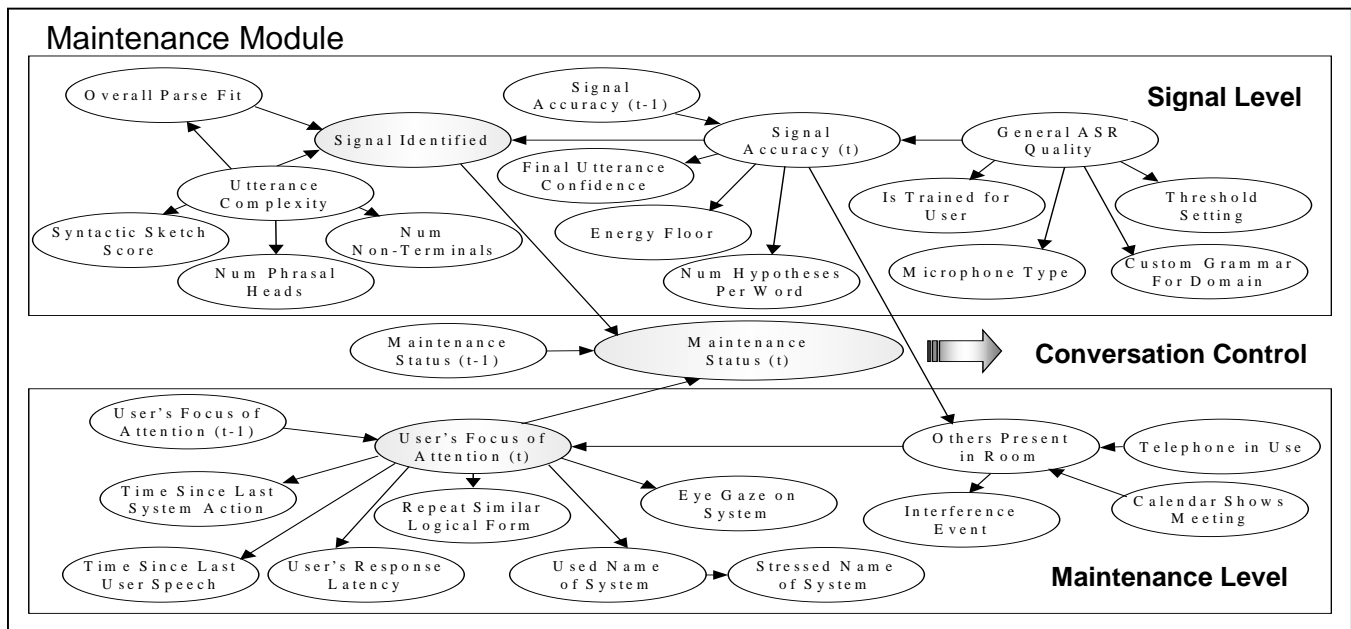 Maintenance Module
Signal Level
Overall Parse Fit
Signal
Accuracy (t-1)
Signal Identified
Signal
Accuracy (t)
General ASR
Quality
Final Utterance
Confidence
Utterance
Complexity
Is Trained for
User
Threshold
Setting
Syntactic Sketch
Score
Num
Non-Terminals
Energy Floor
Num Phrasal
Heads
Num Hypotheses
Per Word
Microphone Type
Custom Grammar
For Domain
Maintenance
Status (t-1)
Maintenance
Status (t)
Conversation Control
User's Focus of
Attention (t-1)
User's Focus of
Attention (t)
Others Present
in Room
Telephone in Use
Time Since Last
System Action
Repeat Similar
Logical Form
Eye Gaze on
System
Interference
Event
Calendar Shows
Meeting
Time Since Last
User Speech
User's Response
Latency
Used Name
of System
Stressed Name
of System
Maintenance Level